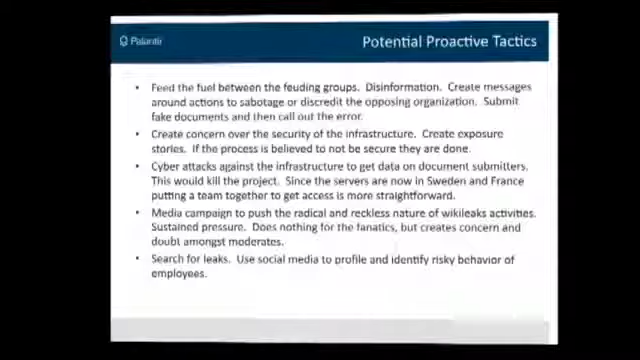 Palantir
Potential Proactive Tactics
• Feed the fuel between the feuding groups. Disinformation. Create messages
around actions to sabotage or discredit the opposing organization. Submit
fake documents and then call out the error.
• Create concern over the security of the infrastructure. Create exposure
stories. If the process is believed to not be secure they are done.
• Cyber attacks against the infrastructure to get data on document submitters.
This would kill the project. Since the servers are now in Sweden and France
putting a team together to get access is more straightforward.
• Media campaign to push the radical and reckless nature of wikileaks activities.
Sustained pressure. Does nothing for the fanatics, but creates concern and
doubt amongst moderates.
• Search for leaks. Use social media to profile and identify risky behavior of
employees.